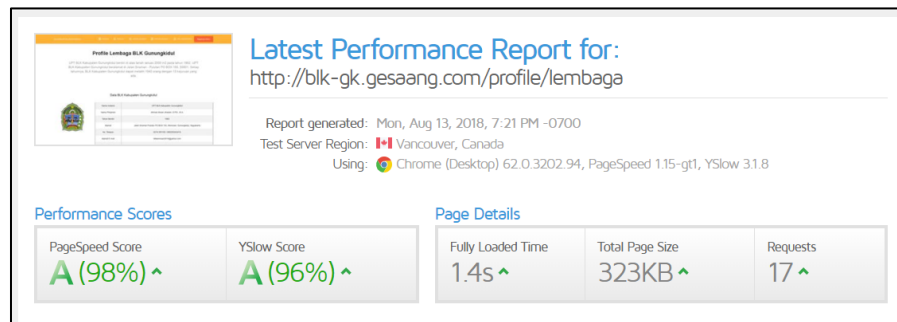 Profile Lembaga BLK Gunungkidul
Latest Performance Report for:
http://blk-gk.gesaang.com/profile/lembaga
Report generated: Mon, Aug 13, 2018, 7:21 PM -0700
Test Server Region: Vancouver, Canada
Using: Chrome (Desktop) 62.0.3202.94, PageSpeed 1.15-gt1, YSlow 3.1.8
Performance Scores
Page Details
PageSpeed Score
YSlow Score
Fully Loaded Time
Total Page Size
Requests
A (98%)
A (96%)
1.4s
323KB
17